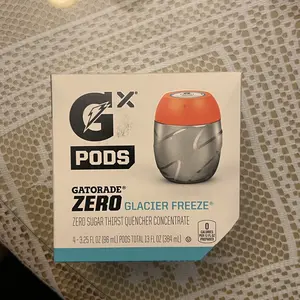 G X
PODS
GATORADE®
ZERO GLACIER FREEZE®
ZERO SUGAR THIRST QUENCHER CONCENTRATE
4 - 3.25 FL OZ (96 mL) PODS TOTAL 13 FL OZ (384 mL)
0
CALORIES
PER 12 FL OZ
PREPARED